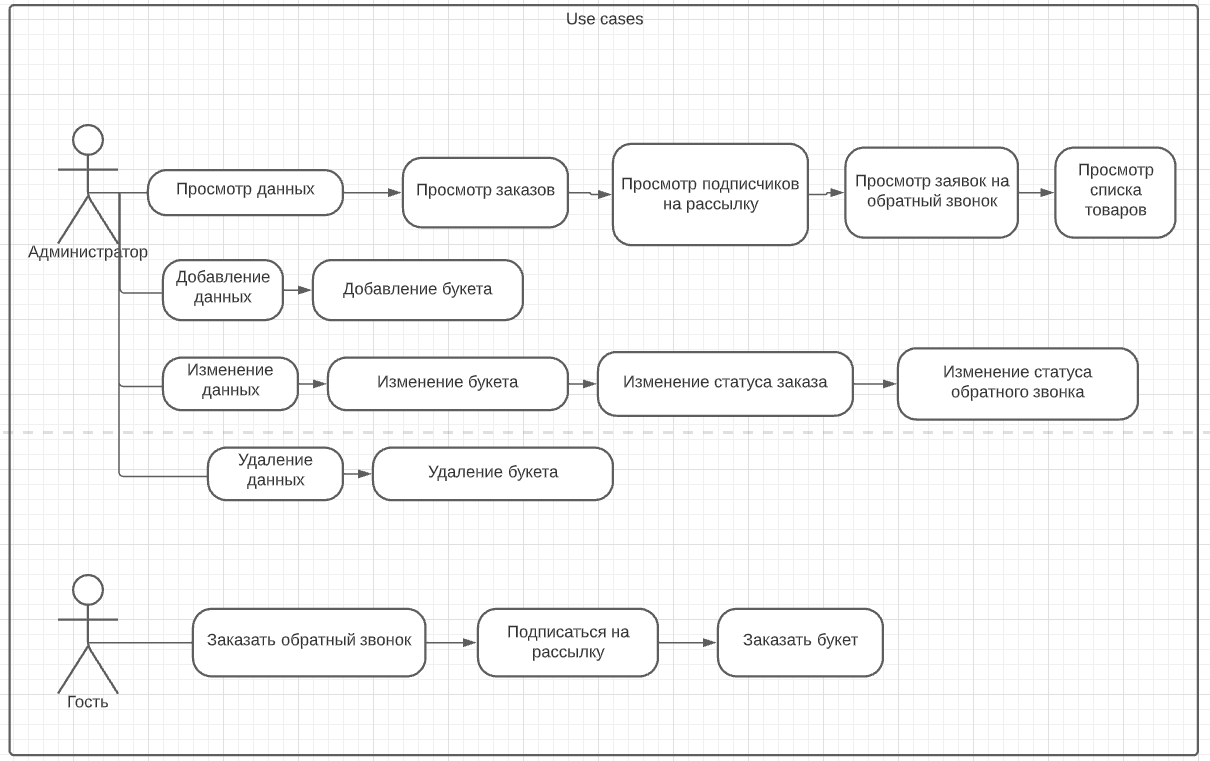 Use cases
Просмотр данных
Просмотр заказов
Просмотр подписчиков
на рассылку
Просмотр заявок на
обратный звонок
Просмотр
списка
товаров
Администратор
Добавление
данных
Добавление букета
Изменение
данных
Изменение букета
Изменение статуса заказа
Изменение статуса
обратного звонка
Удаление
данных
Удаление букета
Гость
Заказать обратный звонок
Подписаться на
рассылку
Заказать букет